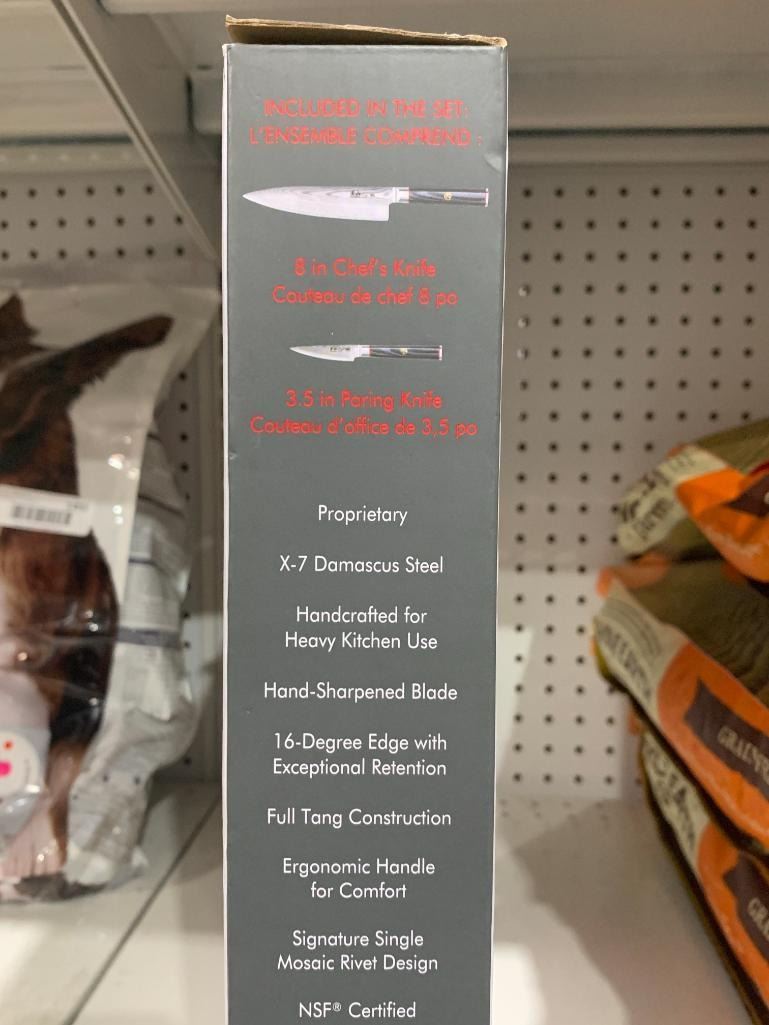 INCLUDED IN THE SET:
L'ENSEMBLE COMPREND :
8 in Chef's Knife
Couteau de chef 8 po
3.5 in Paring Knife
Couteau d'office de 3,5 po
Proprietary
X-7 Damascus Steel
Handcrafted for
Heavy Kitchen Use
Hand-Sharpened Blade
16-Degree Edge with
Exceptional Retention
Full Tang Construction
Ergonomic Handle
for Comfort
Signature Single
Mosaic Rivet Design
NSF® Certified